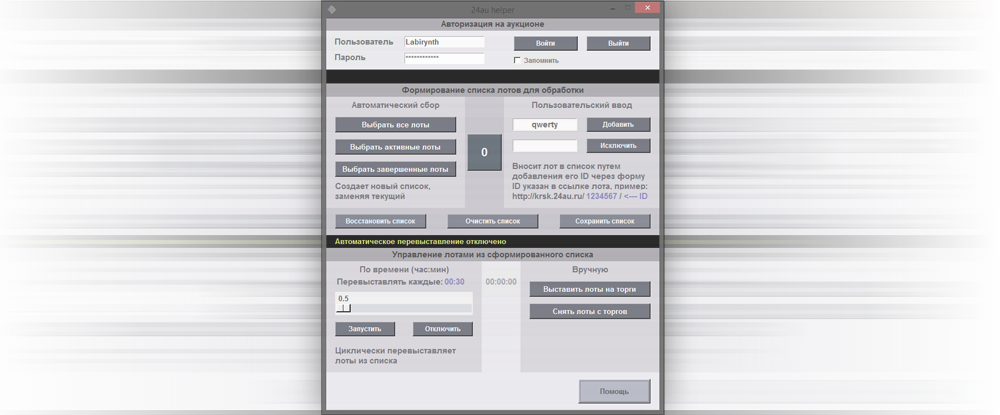 24au helper
Авторизация на аукционе
Пользователь
Labirynth
Войти
Выйти
Пароль
------------
Запомнить
Формирование списка лотов для обработки
Автоматический сбор
Выбрать все лоты
Выбрать активные лоты
Выбрать завершенные лоты
Создает новый список,
заменяя текущий
0
Пользовательский ввод
qwerty
Добавить
Исключить
Вносит лот в список путем
добавления его ID через форму
ID указан в ссылке лота, пример:
http://krsk.24au.ru/ 1234567 / <--- ID
Восстановить список
Очистить список
Сохранить список
Автоматическое перевыставление отключено
Управление лотами из сформированного списка
По времени (час:мин)
Перевыставлять каждые: 00:30
0.5
Запустить
Отключить
Циклически перевыставляет
лоты из списка
00:00:00
Вручную
Выставить лоты на торги
Снять лоты с торгов
Помощь